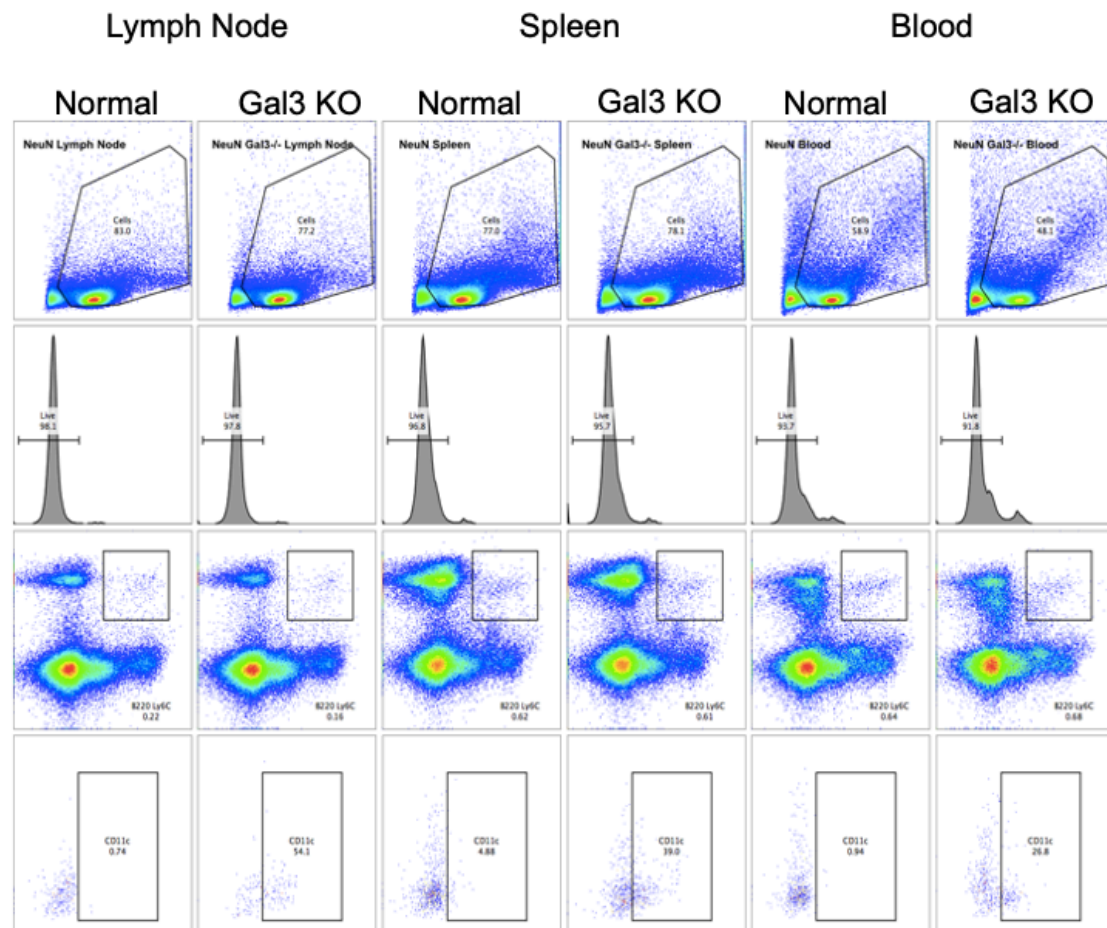 Lymph Node Spleen Blood
Normal Gal3 KO Normal Gal3 KO Normal Gal3 KO
NeuN Lymph Node NeuN Gal3-/- Lymph Node NeuN Spleen NeuN Gal3-/- Spleen NeuN Blood NeuN Gal3-/- Blood
Cells Cells Cells Cells Cells Cells
83.0 77.2 77.0 78.1 58.9 48.1
Live Live Live Live Live Live
98.1 97.8 96.8 95.7 93.7 91.8
B220 Ly6C B220 Ly6C B220 Ly6C B220 Ly6C B220 Ly6C B220 Ly6C
0.22 0.16 0.62 0.61 0.64 0.68
CD11c CD11c CD11c CD11c CD11c CD11c
0.74 54.1 4.88 39.0 0.94 26.8